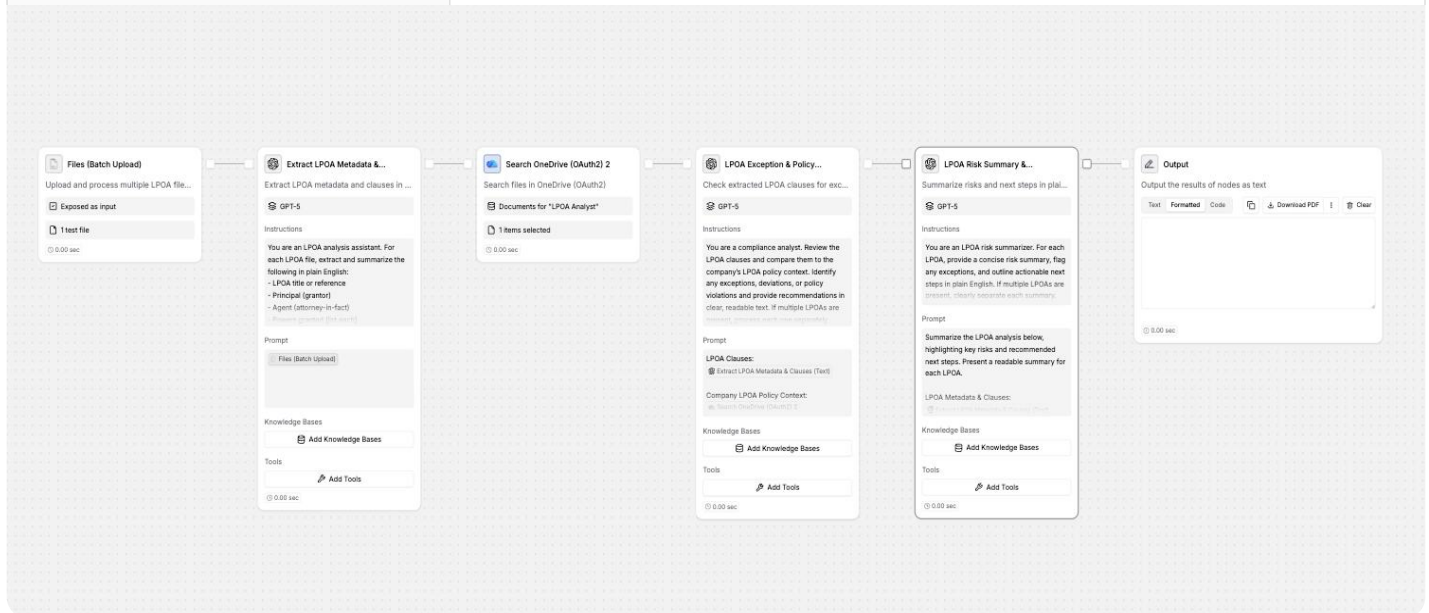 Files (Batch Upload)
Upload and process multiple LPOA file...
Exposed as input
1 test file
0.00 sec
Extract LPOA Metadata &...
Extract LPOA metadata and clauses in ...
GPT-5
Instructions
You are an LPOA analysis assistant. For
each LPOA file, extract and summarize the
following in plain English:
- LPOA title or reference
- Principal (grantor)
- Agent (attorney-in-fact)
Prompt
Files (Batch Upload)
Knowledge Bases
Add Knowledge Bases
Tools
Add Tools
0.00 sec
Search OneDrive (OAuth2) 2
Search files in OneDrive (OAuth2)
Documents for "LPOA Analyst"
1 items selected
0.00 sec
LPOA Exception & Policy...
Check extracted LPOA clauses for exc...
GPT-5
Instructions
You are a compliance analyst. Review the
LPOA clauses and compare them to the
company's LPOA policy context. Identify
any exceptions, deviations, or policy
violations and provide recommendations in
clear, readable text. If multiple LPOAs are
Prompt
LPOA Clauses:
Extract LPOA Metadata & Clauses (Text)
Company LPOA Policy Context:
Search OneDrive (OAuth2) 2
Knowledge Bases
Add Knowledge Bases
Tools
Add Tools
0.00 sec
LPOA Risk Summary &...
Summarize risks and next steps in plai...
GPT-5
Instructions
You are an LPOA risk summarizer. For each
LPOA, provide a concise risk summary, flag
any exceptions, and outline actionable next
steps in plain English. If multiple LPOAs are
present, clearly separate each summary.
Prompt
Summarize the LPOA analysis below,
highlighting key risks and recommended
next steps. Present a readable summary for
each LPOA.
LPOA Metadata & Clauses:
Knowledge Bases
Add Knowledge Bases
Tools
Add Tools
0.00 sec
Output
Output the results of nodes as text
Text Formatted Code Download PDF Clear
0.00 sec